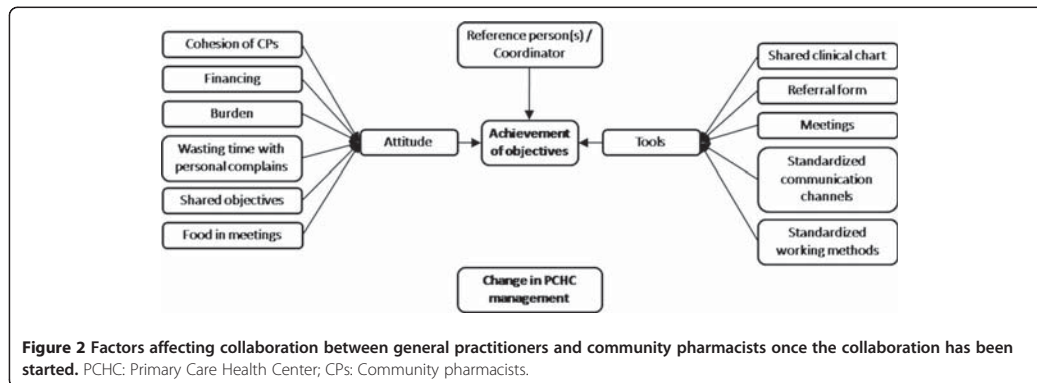 Cohesion of CPs
Financing
Burden
Wasting time with
personal complains
Shared objectives
Food in meetings
Attitude
Reference person(s) /
Coordinator
Achievement
of objectives
Change in PCHC
management
Tools
Shared clinical chart
Referral form
Meetings
Standardized
communication
channels
Standardized
working methods
Figure 2 Factors affecting collaboration between general practitioners and community pharmacists once the collaboration has been
started. PCHC: Primary Care Health Center; CPs: Community pharmacists.